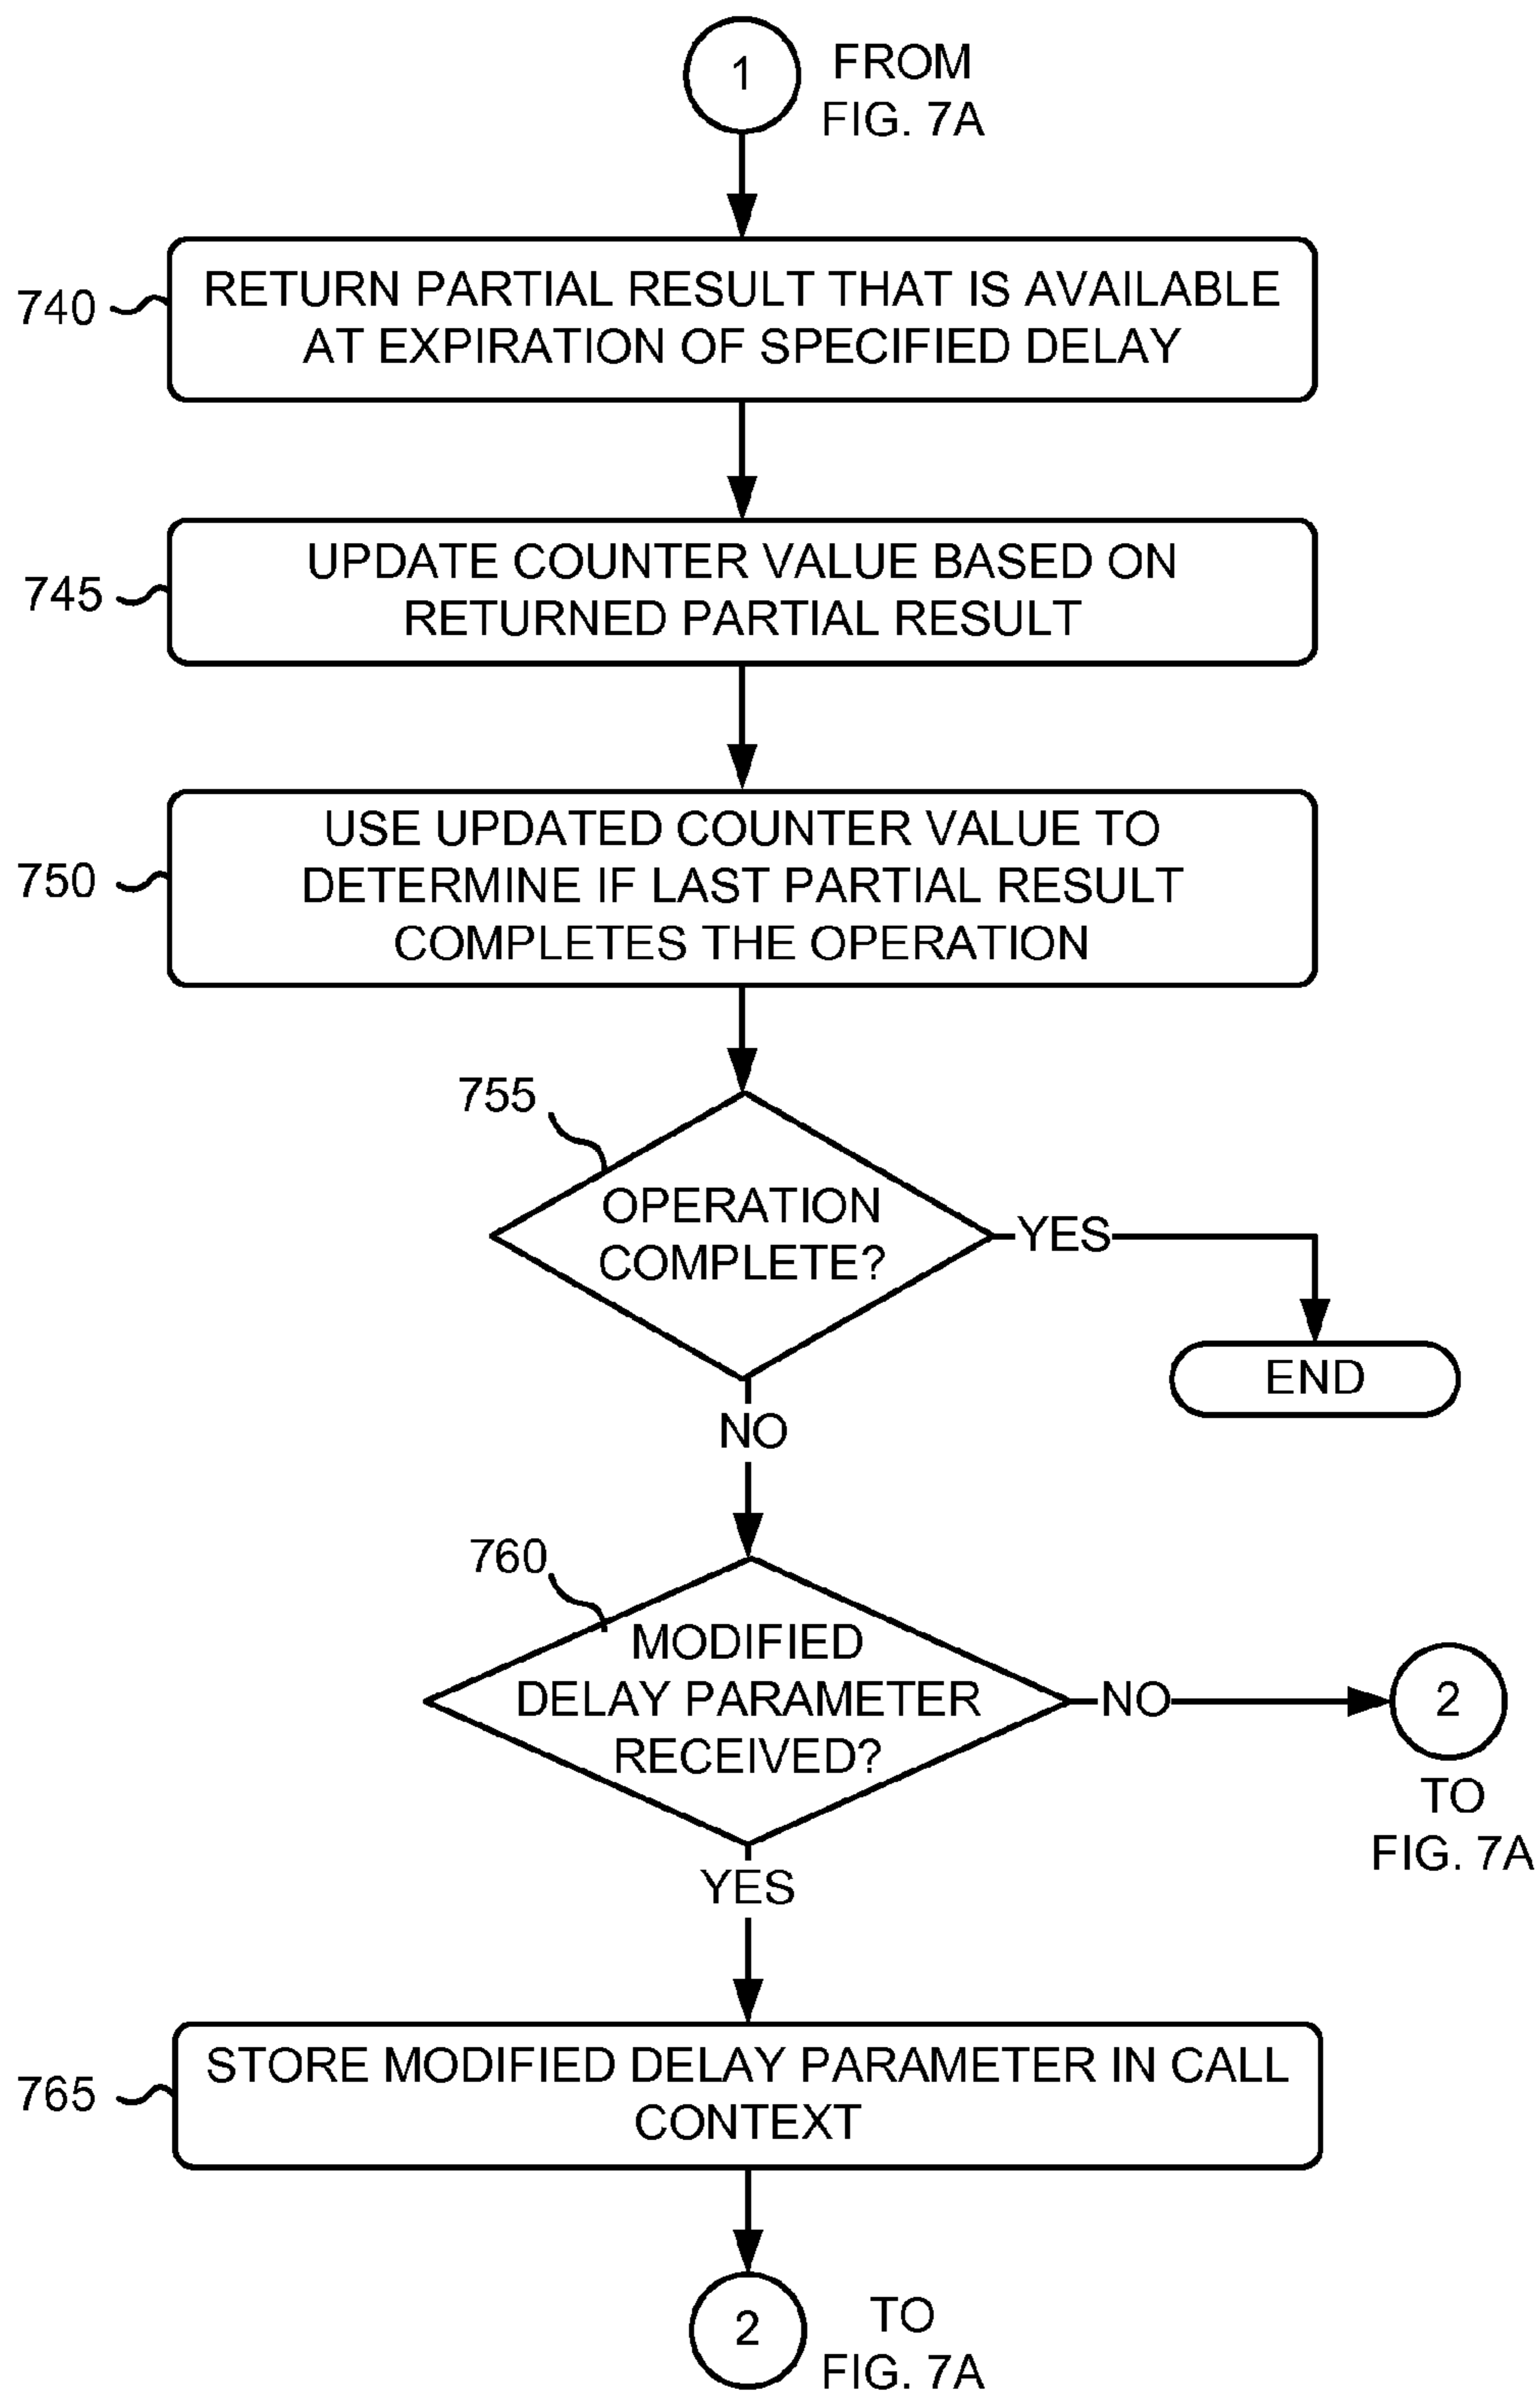 1
FROM
FIG. 7A
740
RETURN PARTIAL RESULT THAT IS AVAILABLE
AT EXPIRATION OF SPECIFIED DELAY
745
UPDATE COUNTER VALUE BASED ON
RETURNED PARTIAL RESULT
750
USE UPDATED COUNTER VALUE TO
DETERMINE IF LAST PARTIAL RESULT
COMPLETES THE OPERATION
755
OPERATION
COMPLETE?
YES
END
NO
760
MODIFIED
DELAY PARAMETER
RECEIVED?
NO
2
TO
FIG. 7A
YES
765
STORE MODIFIED DELAY PARAMETER IN CALL
CONTEXT
2
TO
FIG. 7A